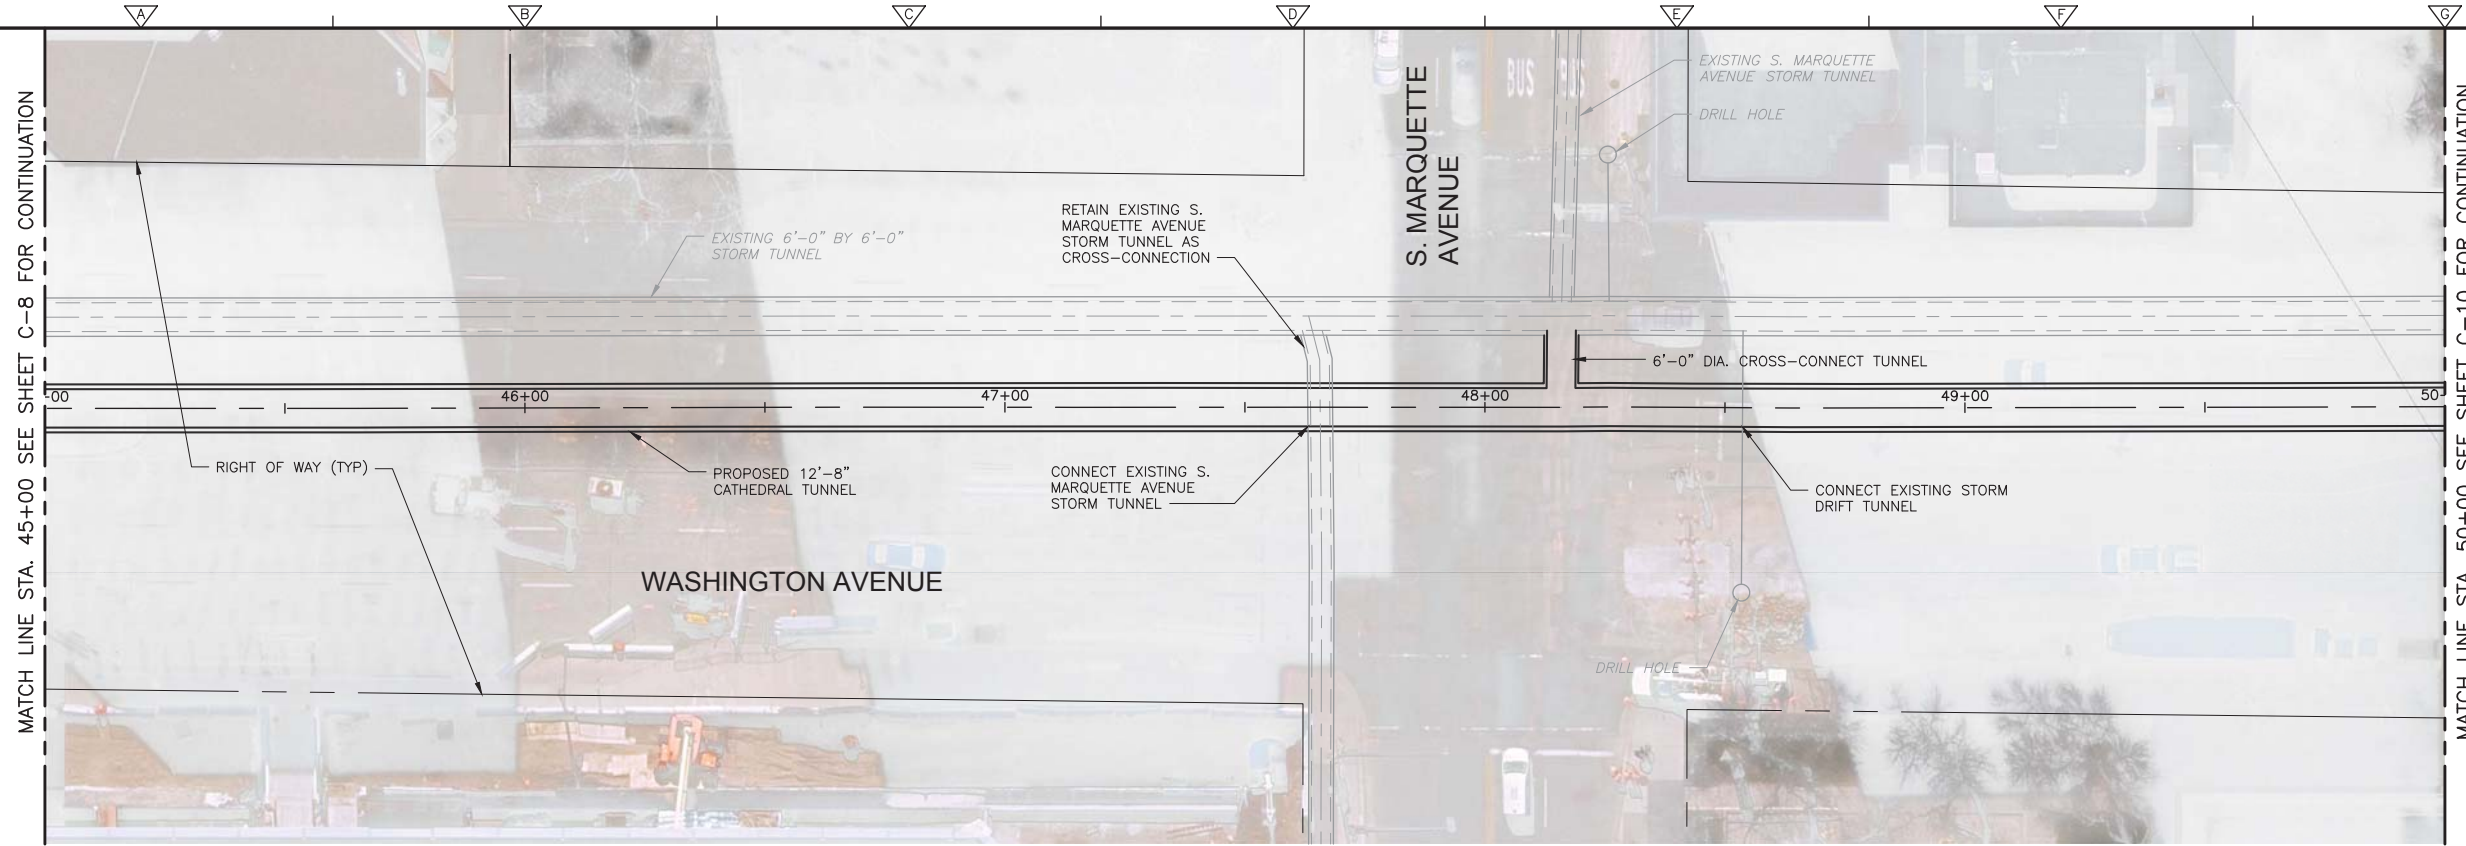 A B C D E F G
MATCH LINE STA. 45+00 SEE SHEET C-8 FOR CONTINUATION
EXISTING S. MARQUETTE
AVENUE STORM TUNNEL
DRILL HOLE
BUS BUS
S. MARQUETTE
AVENUE
RETAIN EXISTING S.
MARQUETTE AVENUE
STORM TUNNEL AS
CROSS-CONNECTION
EXISTING 6'-0" BY 6'-0"
STORM TUNNEL
6'-0" DIA. CROSS-CONNECT TUNNEL
-00 46+00 47+00 48+00 49+00 50
RIGHT OF WAY (TYP)
PROPOSED 12'-8"
CATHEDRAL TUNNEL
CONNECT EXISTING S.
MARQUETTE AVENUE
STORM TUNNEL
CONNECT EXISTING STORM
DRIFT TUNNEL
WASHINGTON AVENUE
DRILL HOLE
MATCH LINE STA. 50+00 SEE SHEET C-10 FOR CONTINUATION